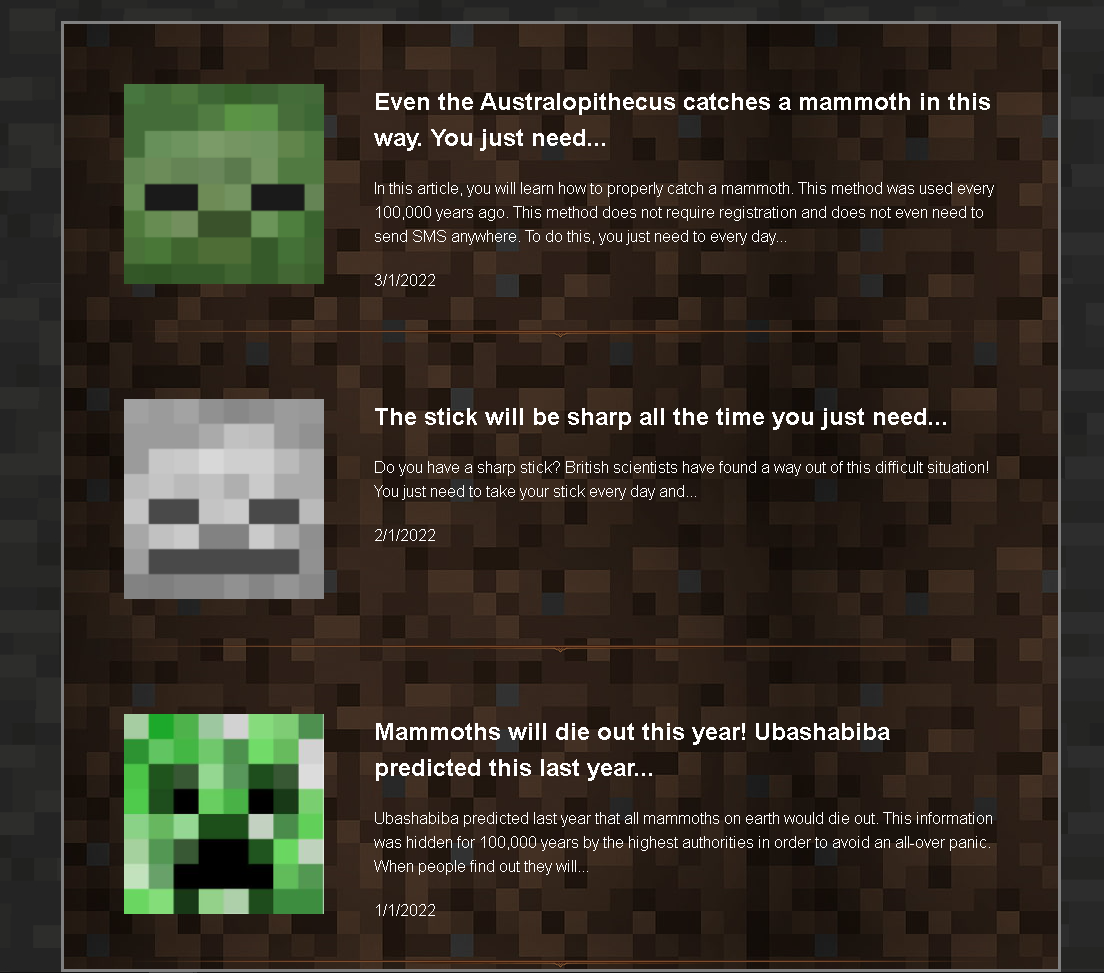 Even the Australopithecus catches a mammoth in this
way. You just need...
In this article, you will learn how to properly catch a mammoth. This method was used every
100,000 years ago. This method does not require registration and does not even need to
send SMS anywhere. To do this, you just need to every day...
3/1/2022
The stick will be sharp all the time you just need...
Do you have a sharp stick? British scientists have found a way out of this difficult situation!
You just need to take your stick every day and...
2/1/2022
Mammoths will die out this year! Ubashabiba
predicted this last year...
Ubashabiba predicted last year that all mammoths on earth would die out. This information
was hidden for 100,000 years by the highest authorities in order to avoid an all-over panic.
When people find out they will...
1/1/2022